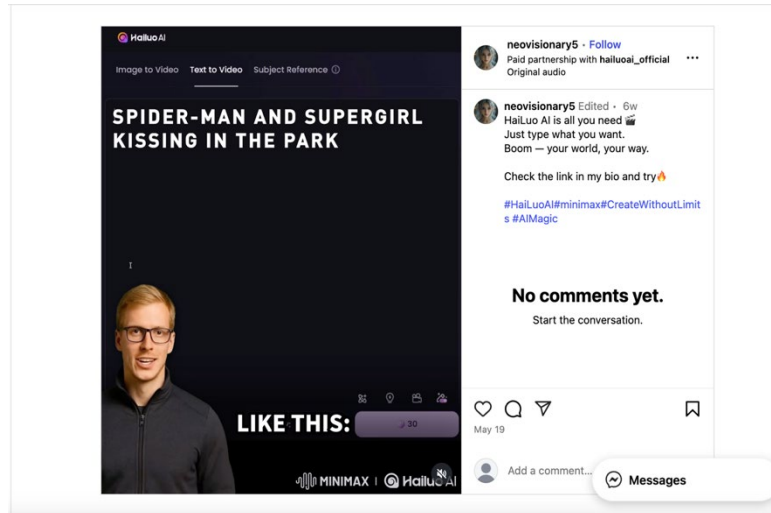 Hailuo AI
Image to Video Text to Video Subject Reference
SPIDER-MAN AND SUPERGIRL
KISSING IN THE PARK
LIKE THIS:
30
MINIMAX | Hailuo AI
neovisionary5 · Follow
Paid partnership with hailuoai_official
Original audio
neovisionary5 Edited · 6w
HaiLuo AI is all you need 🎬
Just type what you want.
Boom — your world, your way.
Check the link in my bio and try🔥
#HaiLuoAI#minimax#CreateWithoutLimit
s #AIMagic
No comments yet.
Start the conversation.
May 19
Add a comment...
Messages